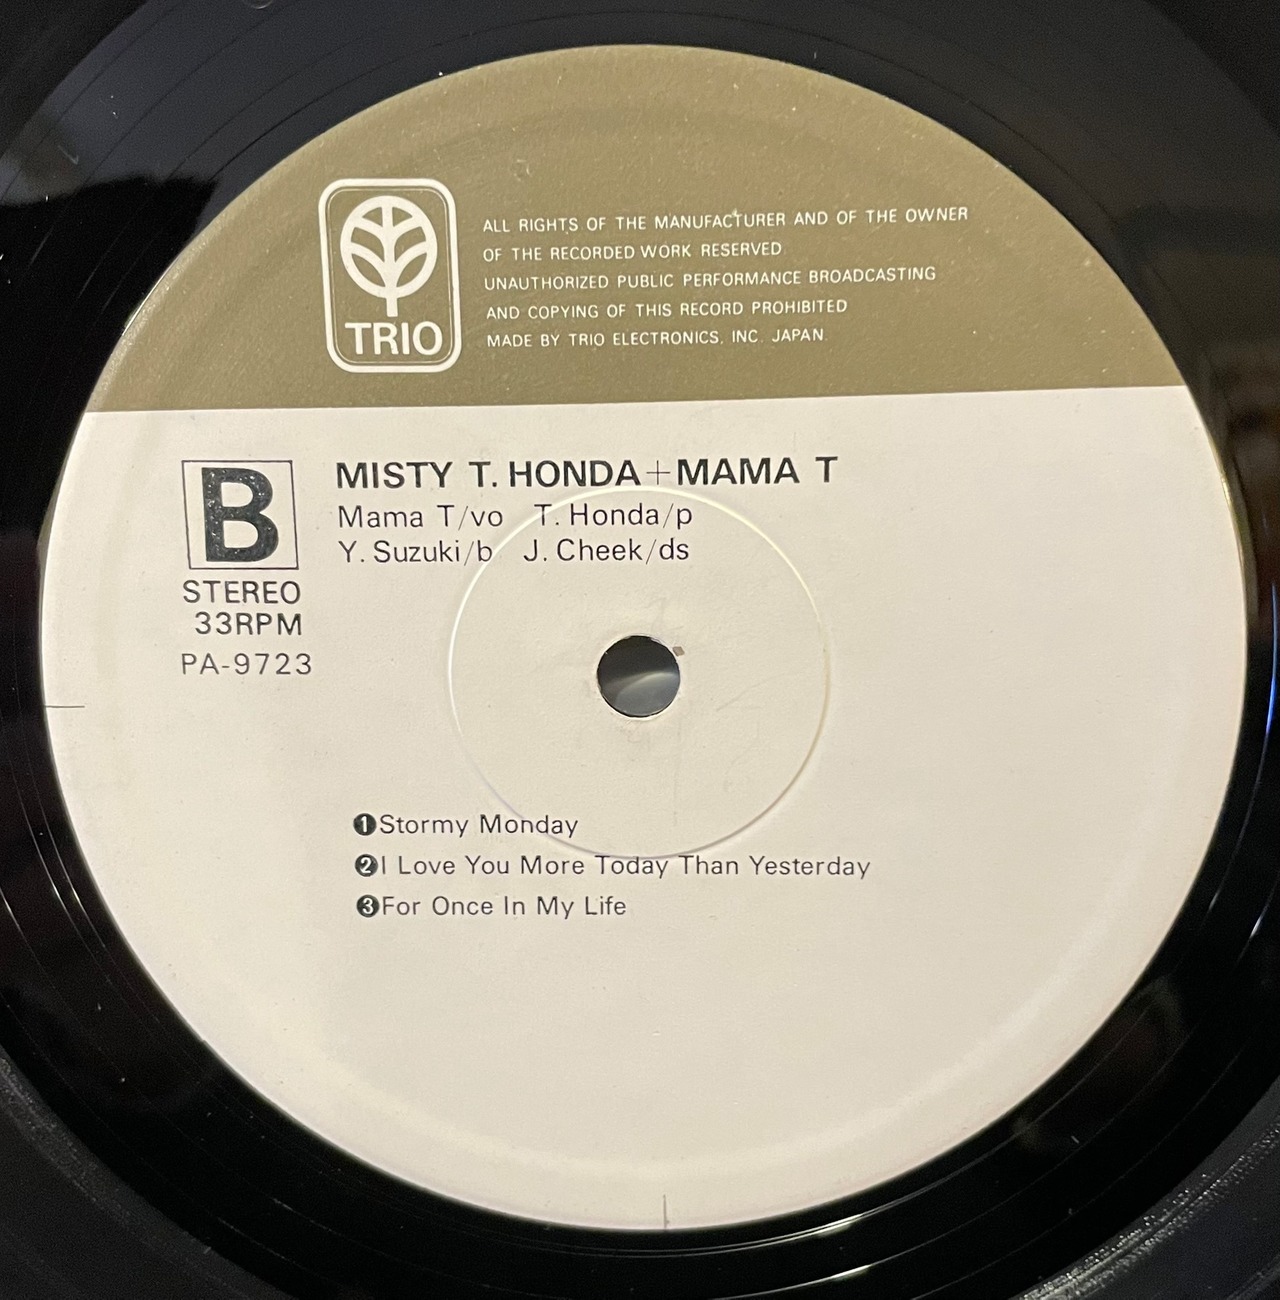 TRIO
ALL RIGHTS OF THE MANUFACTURER AND OF THE OWNER
OF THE RECORDED WORK RESERVED
UNAUTHORIZED PUBLIC PERFORMANCE BROADCASTING
AND COPYING OF THIS RECORD PROHIBITED
MADE BY TRIO ELECTRONICS, INC. JAPAN.
B
STEREO
33RPM
PA-9723
MISTY T. HONDA+MAMA T
Mama T/vo T. Honda/p
Y. Suzuki/b J. Cheek/ds
❶Stormy Monday
❷I Love You More Today Than Yesterday
❸For Once In My Life